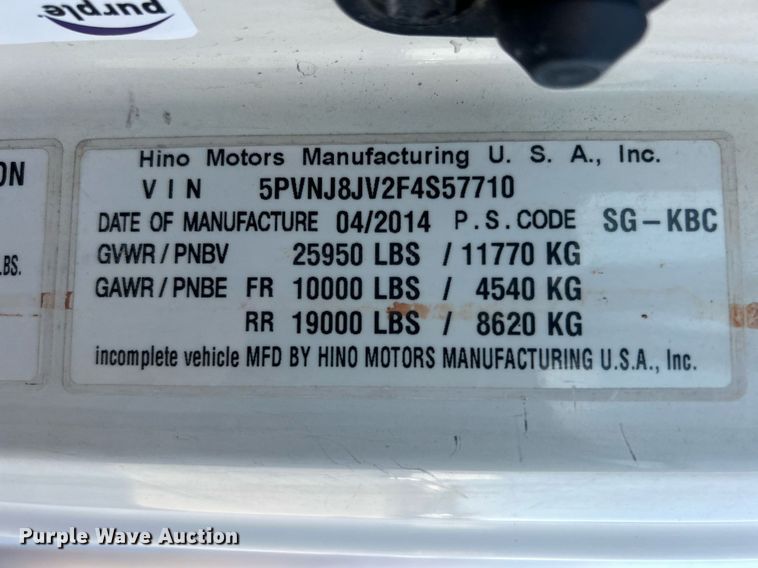 purple
ON
LBS.
Hino Motors Manufacturing U. S. A., Inc.
VIN 5PVNJ8JV2F4S57710
DATE OF MANUFACTURE 04/2014 P.S.CODE SG-KBC
GVWR/PNBV 25950 LBS / 11770 KG
GAWR/PNBE FR 10000 LBS / 4540 KG
RR 19000 LBS / 8620 KG
incomplete vehicle MFD BY HINO MOTORS MANUFACTURING U.S.A., Inc.
Purple Wave Auction